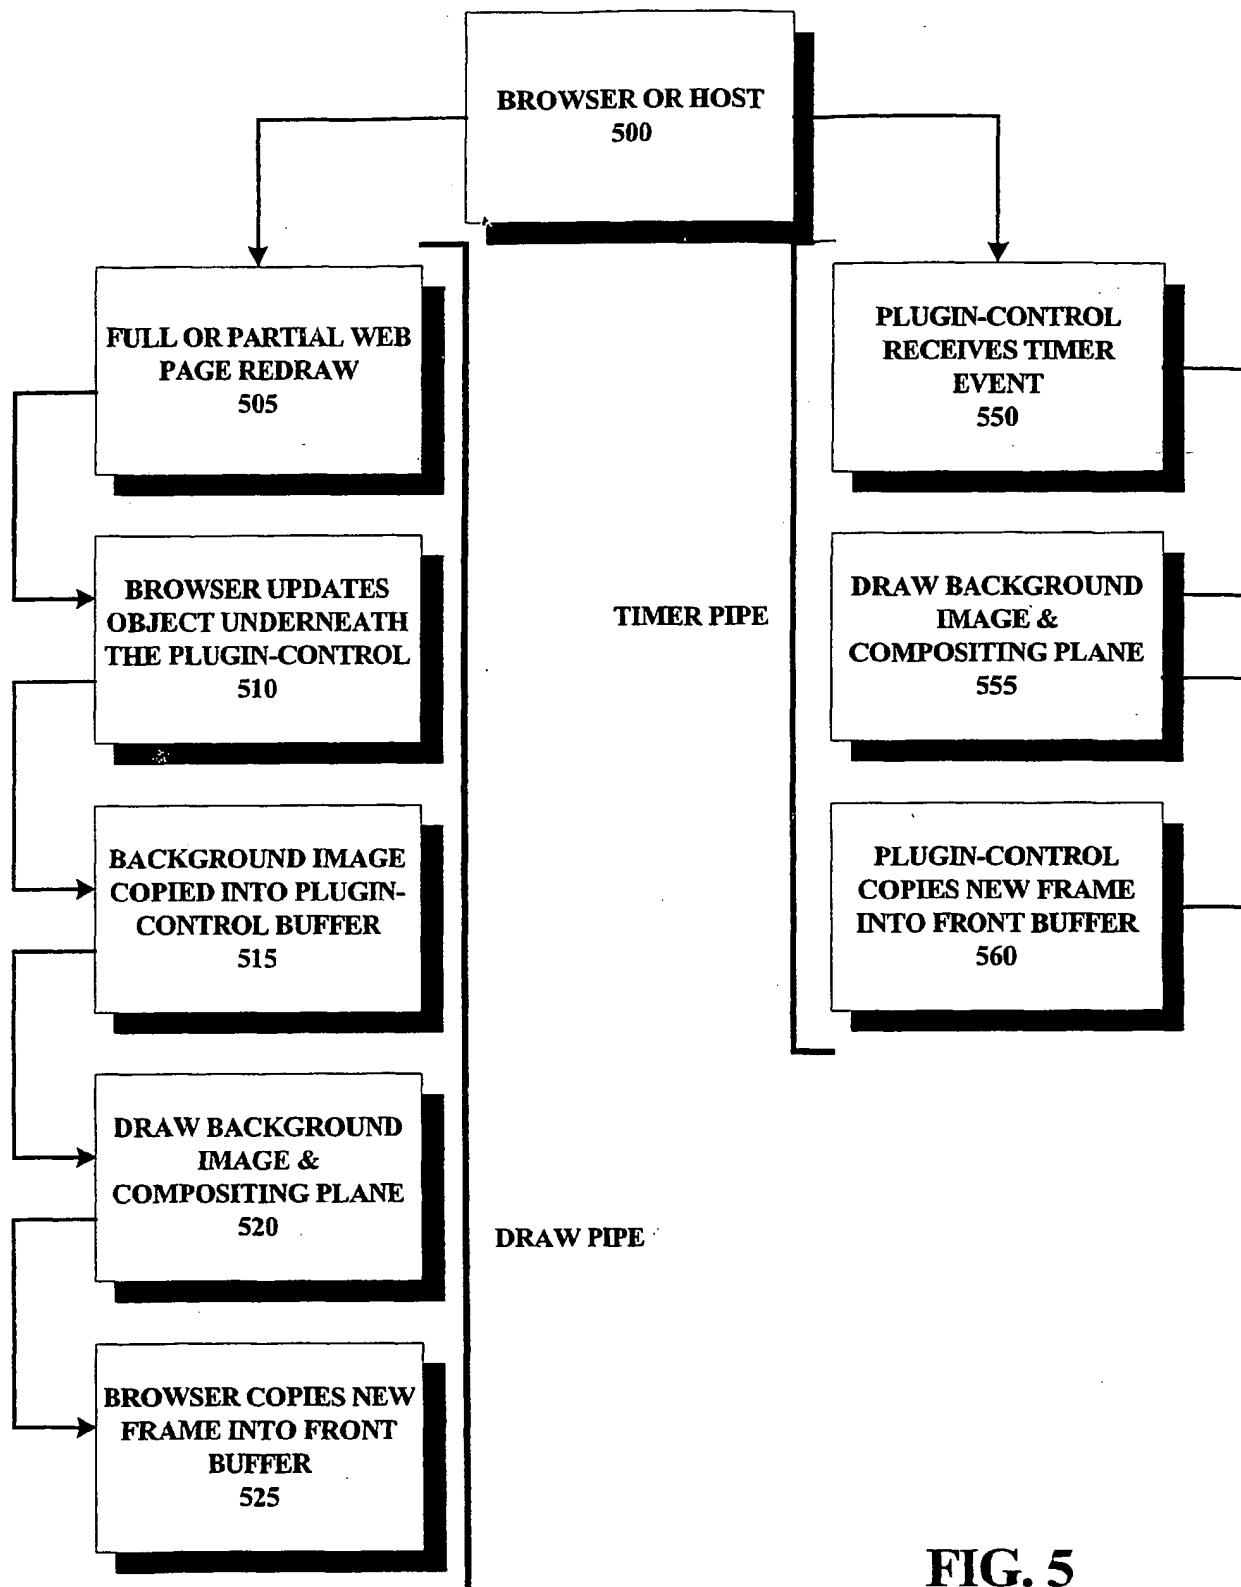 BROWSER OR HOST
500
FULL OR PARTIAL WEB
PAGE REDRAW
505
BROWSER UPDATES
OBJECT UNDERNEATH
THE PLUGIN-CONTROL
510
BACKGROUND IMAGE
COPIED INTO PLUGIN-
CONTROL BUFFER
515
DRAW BACKGROUND
IMAGE &
COMPOSITING PLANE
520
BROWSER COPIES NEW
FRAME INTO FRONT
BUFFER
525
DRAW PIPE
TIMER PIPE
PLUGIN-CONTROL
RECEIVES TIMER
EVENT
550
DRAW BACKGROUND
IMAGE &
COMPOSITING PLANE
555
PLUGIN-CONTROL
COPIES NEW FRAME
INTO FRONT BUFFER
560
FIG. 5